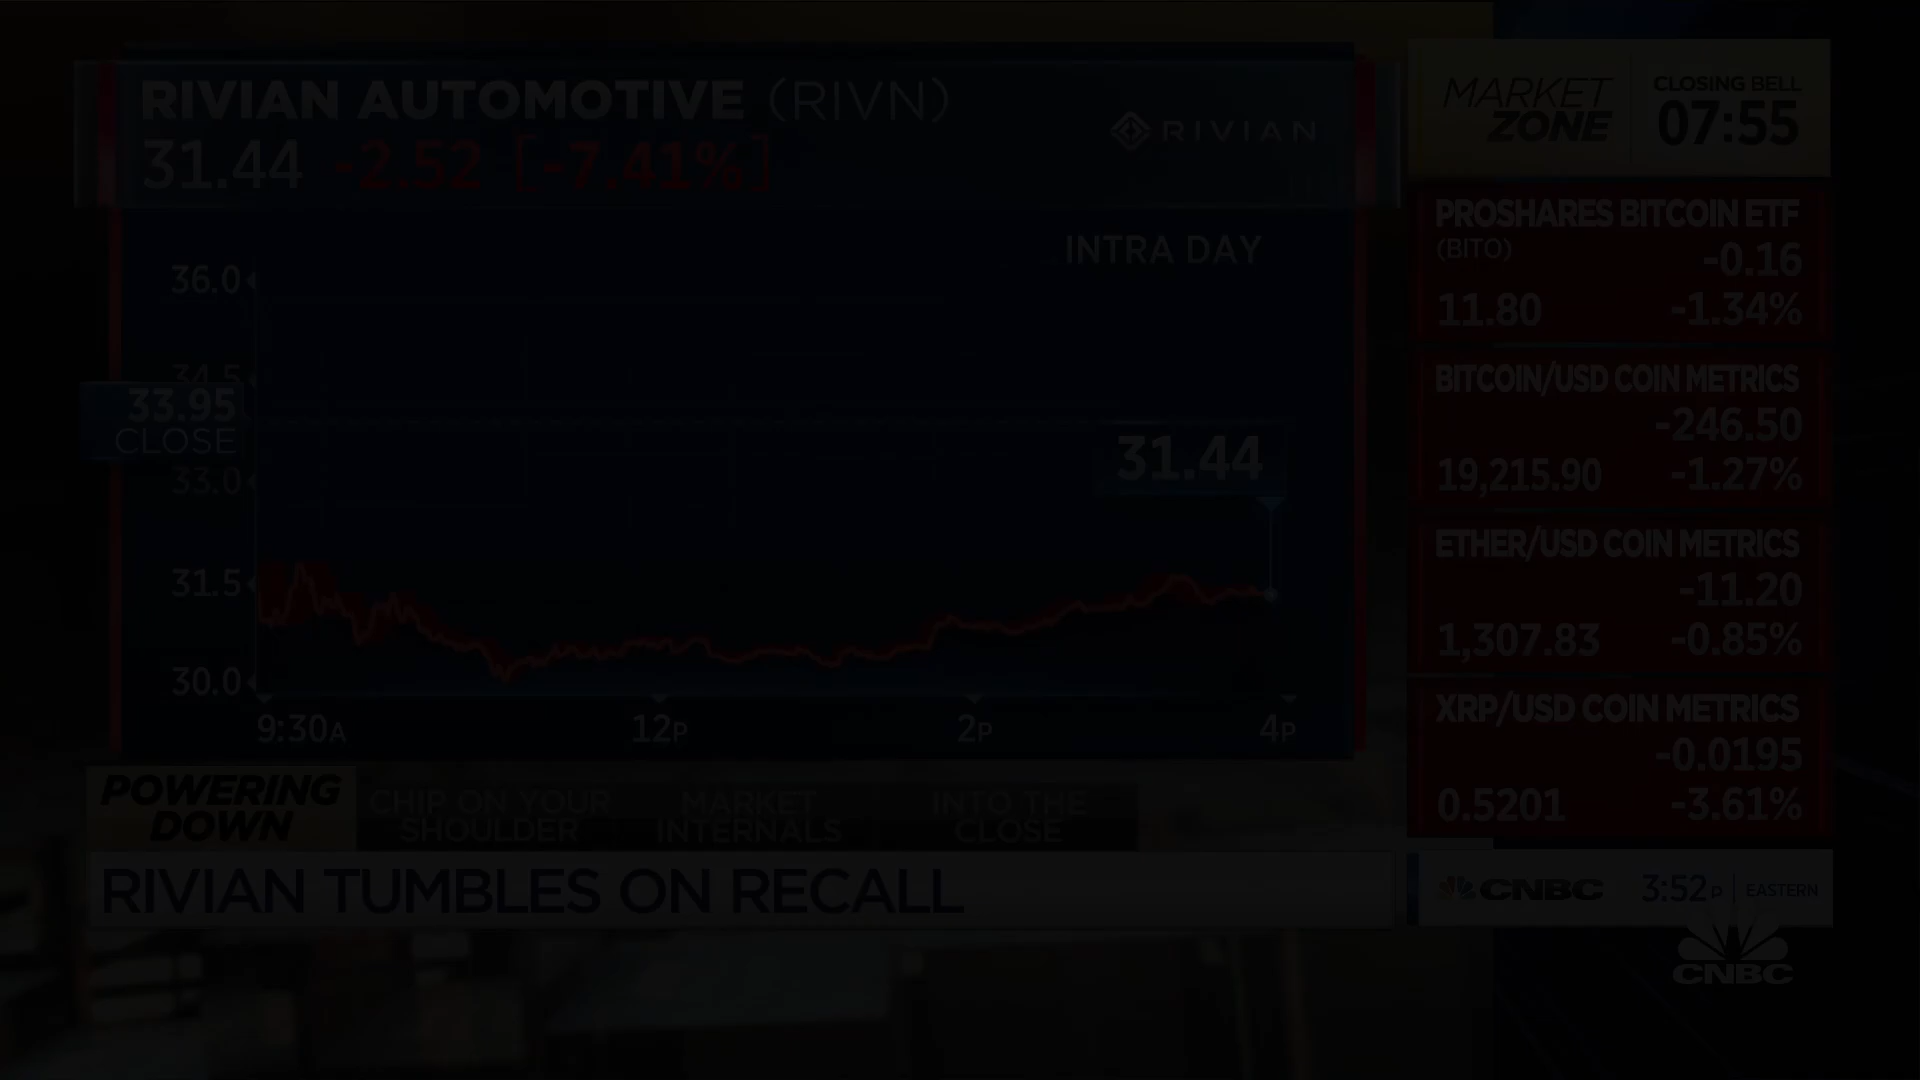 RIVIAN AUTOMOTIVE (RIVN)
31.44 -2.52 [-7.41%]
RIVIAN
INTRA DAY
36.0
34.5
33.95
CLOSE
33.0
31.5
30.0
31.44
9:30A 12P 2P 4P
MARKET
ZONE
CLOSING BELL
07:55
PROSHARES BITCOIN ETF
(BITO) -0.16
11.80 -1.34%
BITCOIN/USD COIN METRICS
-246.50
19,215.90 -1.27%
ETHER/USD COIN METRICS
-11.20
1,307.83 -0.85%
XRP/USD COIN METRICS
-0.0195
0.5201 -3.61%
POWERING
DOWN
CHIP ON YOUR
SHOULDER
MARKET
INTERNALS
INTO THE
CLOSE
RIVIAN TUMBLES ON RECALL
CNBC 3:52P EASTERN
CNBC